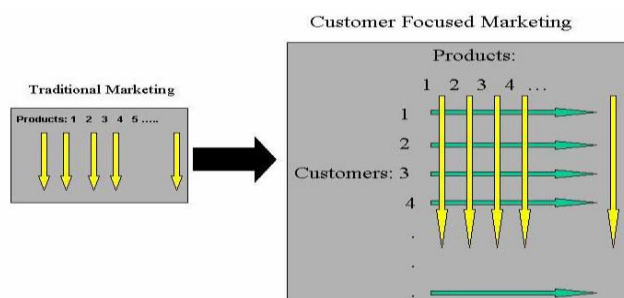 Customer Focused Marketing
Traditional Marketing
Products: 1 2 3 4 5 .....
Products:
1 2 3 4 ...
1
2
Customers: 3
4
.
.
.